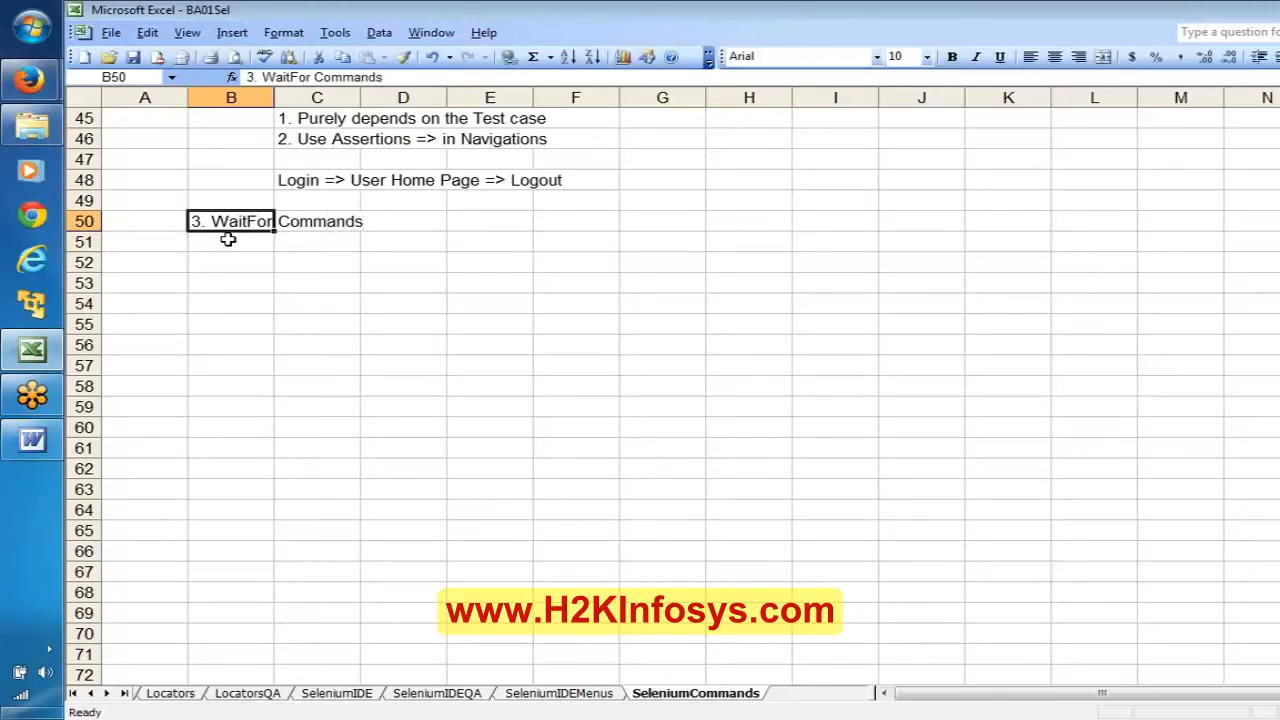 Microsoft Excel - BA01Sel
File Edit View Insert Format Tools Data Window Help
Type a question fo
Arial 10 B I U $ % ,
B50 fx 3. WaitFor Commands
A B C D E F G H I J K L M N
45 1. Purely depends on the Test case
46 2. Use Assertions => in Navigations
47
48 Login => User Home Page => Logout
49
50 3. WaitFor Commands
51
52
53
54
55
56
57
58
59
60
61
62
63
64
65
66
67
68
www.H2KInfosys.com
69
70
71
72
Locators LocatorsQA SeleniumIDE SeleniumIDEQA SeleniumIDEMenus SeleniumCommands
Ready